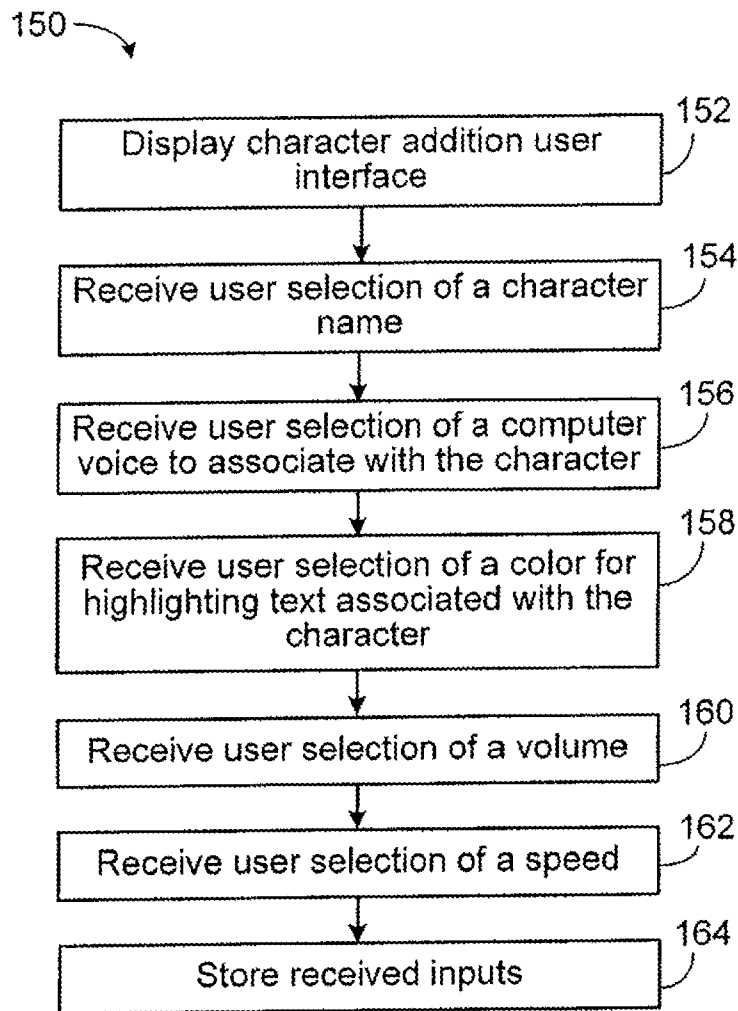 150
152
Display character addition user
interface
154
Receive user selection of a character
name
156
Receive user selection of a computer
voice to associate with the character
158
Receive user selection of a color for
highlighting text associated with the
character
160
Receive user selection of a volume
162
Receive user selection of a speed
164
Store received inputs